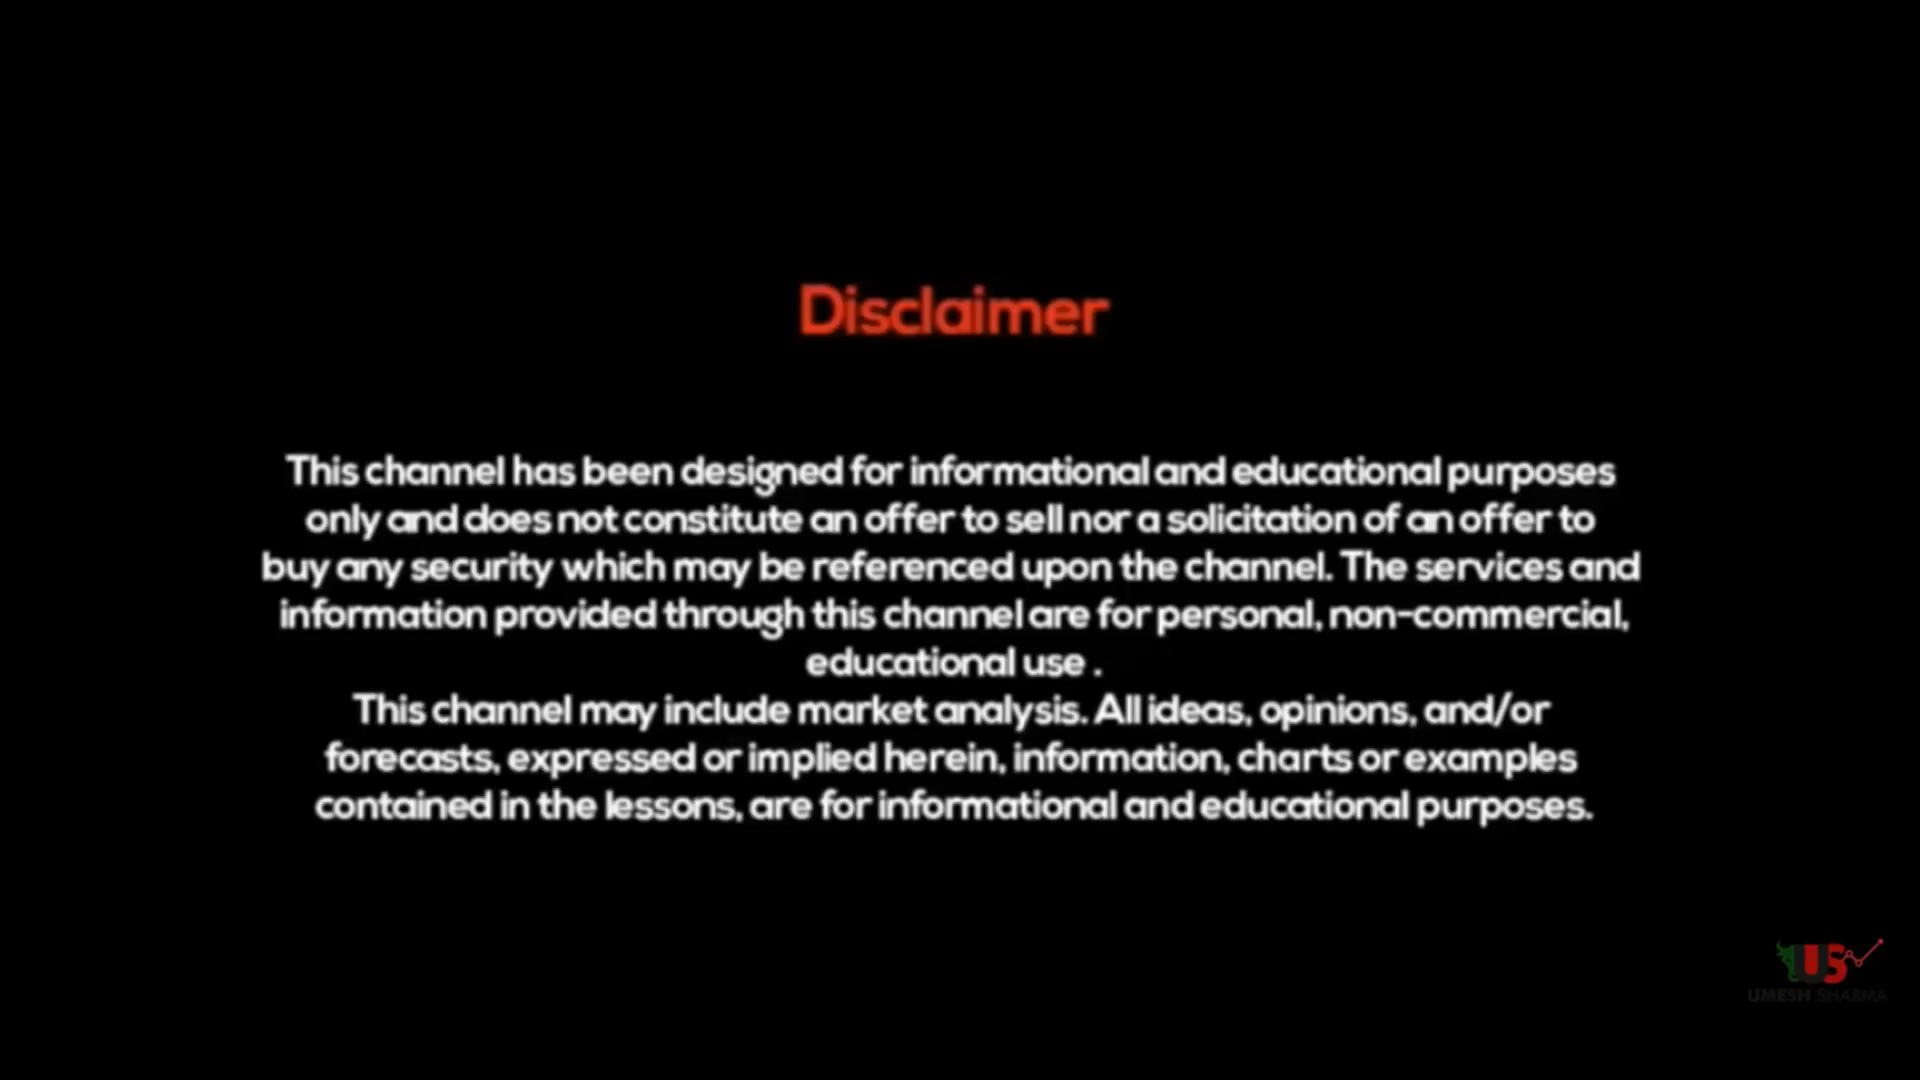 Disclaimer
This channel has been designed for informational and educational purposes
only and does not constitute an offer to sell nor a solicitation of an offer to
buy any security which may be referenced upon the channel. The services and
information provided through this channel are for personal, non-commercial,
educational use .
This channel may include market analysis. All ideas, opinions, and/or
forecasts, expressed or implied herein, information, charts or examples
contained in the lessons, are for informational and educational purposes.
US
UMESH SHARMA